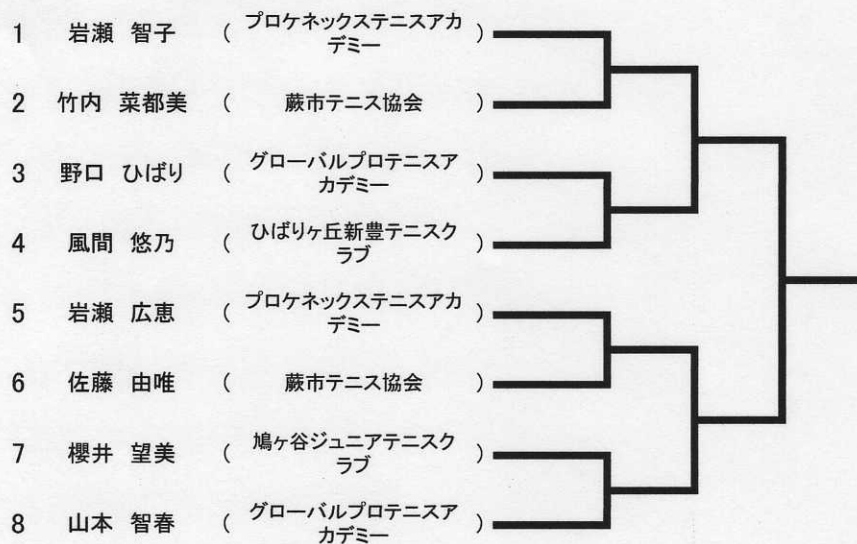 1 岩瀬 智子 ( プロケネックステニスアカ
デミー )
2 竹内 菜都美 ( 蕨市テニス協会 )
3 野口 ひばり ( グローバルプロテニスア
カデミー )
4 風間 悠乃 ( ひばりヶ丘新豊テニスク
ラブ )
5 岩瀬 広恵 ( プロケネックステニスアカ
デミー )
6 佐藤 由唯 ( 蕨市テニス協会 )
7 櫻井 望美 ( 鳩ヶ谷ジュニアテニスク
ラブ )
8 山本 智春 ( グローバルプロテニスア
カデミー )